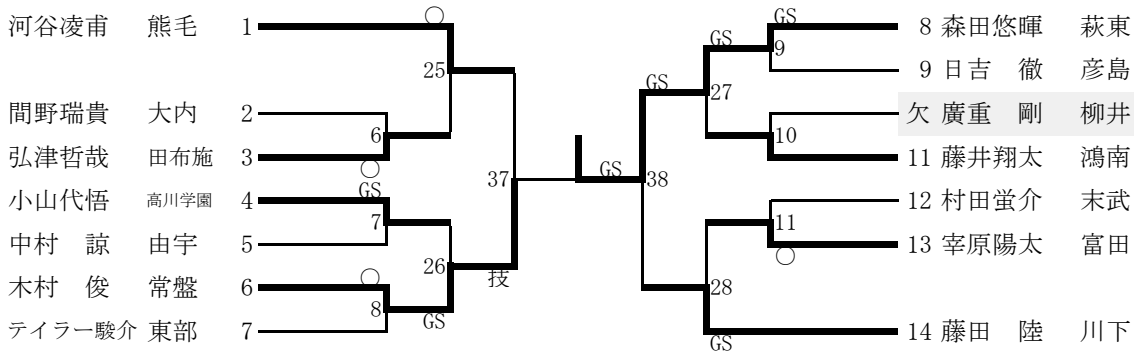 河谷凌甫 熊毛 1
間野瑞貴 大内 2
弘津哲哉 田布施 3
小山代悟 高川学園 4
中村 諒 由宇 5
木村 俊 常盤 6
テイラー駿介 東部 7
○
25
6
○
GS
7
○
8
26
GS
37
技
GS
38
GS
GS
GS
9
27
10
11
○
28
GS
8 森田悠暉 萩東
9 日吉 徹 彦島
欠 廣重 剛 柳井
11 藤井翔太 鴻南
12 村田蛍介 末武
13 宰原陽太 富田
14 藤田 陸 川下